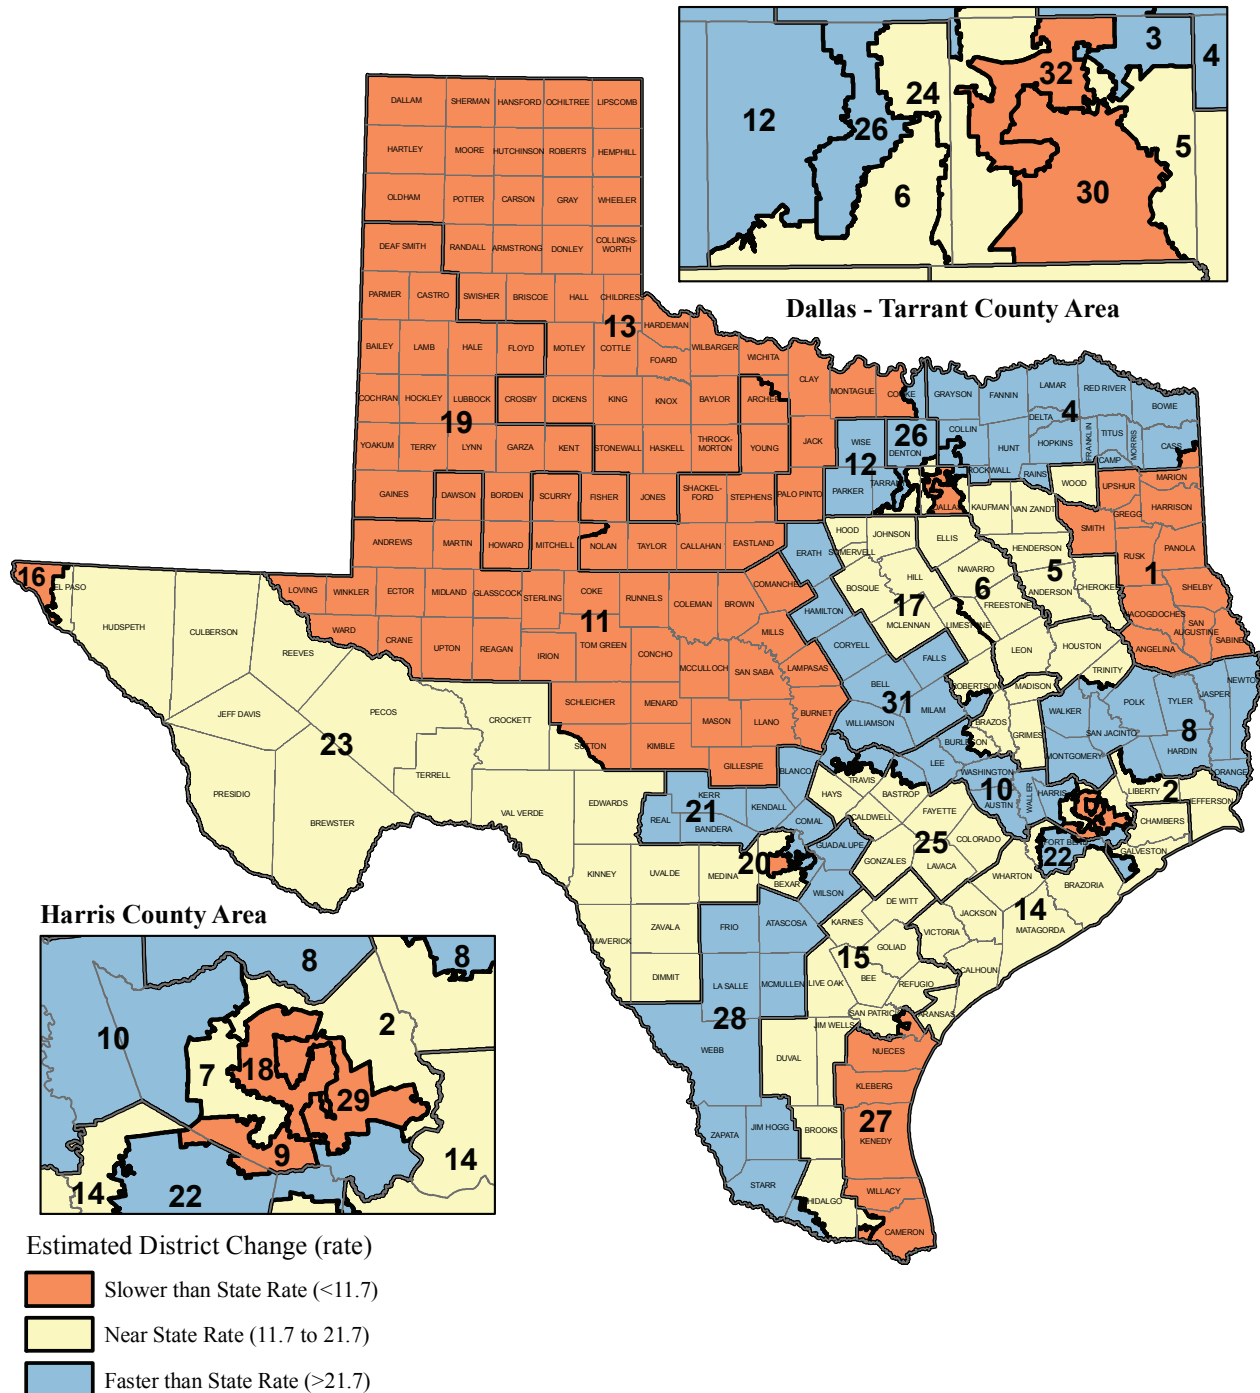 3
4
32
24
12
26
5
6
30
Dallas - Tarrant County Area
DALLAM SHERMAN HANSFORD OCHILTREE LIPSCOMB
HARTLEY MOORE HUTCHINSON ROBERTS HEMPHILL
OLDHAM POTTER CARSON GRAY WHEELER
DEAF SMITH RANDALL ARMSTRONG DONLEY COLLINGS-
WORTH
PARMER CASTRO SWISHER BRISCOE HALL CHILDRESS
13
HARDEMAN
BAILEY LAMB HALE FLOYD MOTLEY COTTLE FOARD WILBARGER WICHITA
CLAY MONTAGUE COOKE GRAYSON FANNIN LAMAR RED RIVER BOWIE
COCHRAN HOCKLEY LUBBOCK CROSBY DICKENS KING KNOX BAYLOR ARCHER
4
DELTA
19
26
COLLIN HUNT HOPKINS FRANKLIN TITUS MORRIS CASS
YOAKUM TERRY LYNN GARZA KENT STONEWALL HASKELL THROCK-
MORTON YOUNG JACK WISE DENTON
12
CAMP
ROCKWALL RAINS
GAINES DAWSON BORDEN SCURRY FISHER JONES SHACKEL-
FORD STEPHENS PALO PINTO PARKER TARRANT DALLAS KAUFMAN VAN ZANDT WOOD UPSHUR MARION
GREGG HARRISON
SMITH
ANDREWS MARTIN HOWARD MITCHELL NOLAN TAYLOR CALLAHAN EASTLAND ERATH HOOD JOHNSON ELLIS
SOMERVELL HENDERSON RUSK PANOLA
16
EL PASO
LOVING WINKLER ECTOR MIDLAND GLASSCOCK STERLING COKE RUNNELS COLEMAN BROWN COMANCHE BOSQUE HILL NAVARRO
5
1
6
ANDERSON CHEROKEE SHELBY
HUDSPETH CULBERSON REEVES WARD CRANE UPTON REAGAN IRION TOM GREEN CONCHO MCCULLOCH SAN SABA MILLS HAMILTON
11
17
MCLENNAN LIMESTONE FREESTONE NACOGDOCHES SAN
AUGUSTINE SABINE
LEON HOUSTON ANGELINA
CORYELL FALLS TRINITY
LAMPASAS BELL
31
ROBERTSON MADISON
JEFF DAVIS PECOS CROCKETT SCHLEICHER MENARD MASON LLANO BURNET WILLIAMSON MILAM BRAZOS GRIMES WALKER POLK TYLER JASPER NEWTON
23
SAN JACINTO
8
HARDIN
PRESIDIO TERRELL SUTTON KIMBLE GILLESPIE BLANCO TRAVIS LEE BURLESON WASHINGTON MONTGOMERY ORANGE
BREWSTER VAL VERDE EDWARDS KERR KENDALL HAYS BASTROP
10
AUSTIN WALLER HARRIS LIBERTY
2
JEFFERSON
21
REAL BANDERA COMAL CALDWELL FAYETTE CHAMBERS
GUADALUPE
25
COLORADO FORT BEND
22
GALVESTON
KINNEY UVALDE MEDINA
20
BEXAR GONZALES LAVACA WHARTON BRAZORIA
WILSON DE WITT JACKSON
14
MATAGORDA
MAVERICK ZAVALA FRIO ATASCOSA KARNES VICTORIA
GOLIAD
15
DIMMIT LA SALLE MCMULLEN LIVE OAK BEE REFUGIO CALHOUN
28
SAN PATRICIO ARANSAS
WEBB DUVAL JIM WELLS NUECES
KLEBERG
27
ZAPATA JIM HOGG BROOKS KENEDY
STARR HIDALGO WILLACY
CAMERON
Harris County Area
8
8
10
2
7
18
29
9
14
14
22
Estimated District Change (rate)
Slower than State Rate (<11.7)
Near State Rate (11.7 to 21.7)
Faster than State Rate (>21.7)